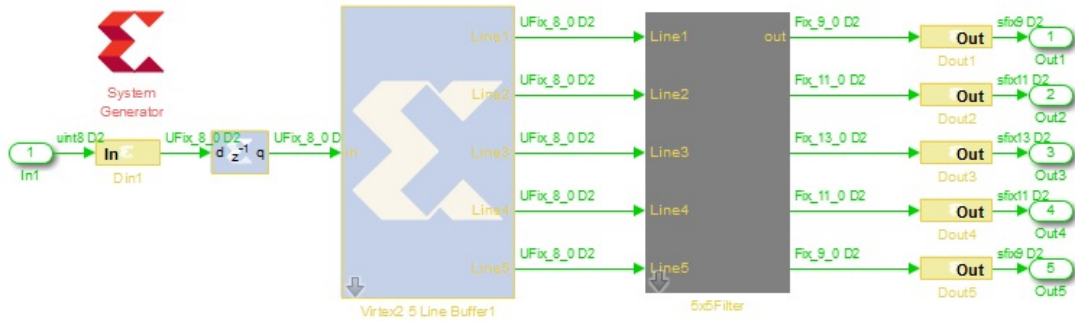 System
Generator
1
In1
uint8 D2
In
Din1
UFix_8_0 D2
d z-1 q
UFix_8_0 D
in
Line1
Line2
Line3
Line4
Line5
Virtex2 5 Line Buffer1
UFix_8_0 D2
UFix_8_0 D2
UFix_8_0 D2
UFix_8_0 D2
UFix_8_0 D2
Line1
Line2
Line3
Line4
Line5
out
5x5Filter
Fix_9_0 D2
Fix_11_0 D2
Fix_13_0 D2
Fix_11_0 D2
Fix_9_0 D2
Out
Dout1
sfix9 D2
1
Out1
Out
Dout2
sfix11 D2
2
Out2
Out
Dout3
sfix13 D2
3
Out3
Out
Dout4
sfix11 D2
4
Out4
Out
Dout5
sfix9 D2
5
Out5